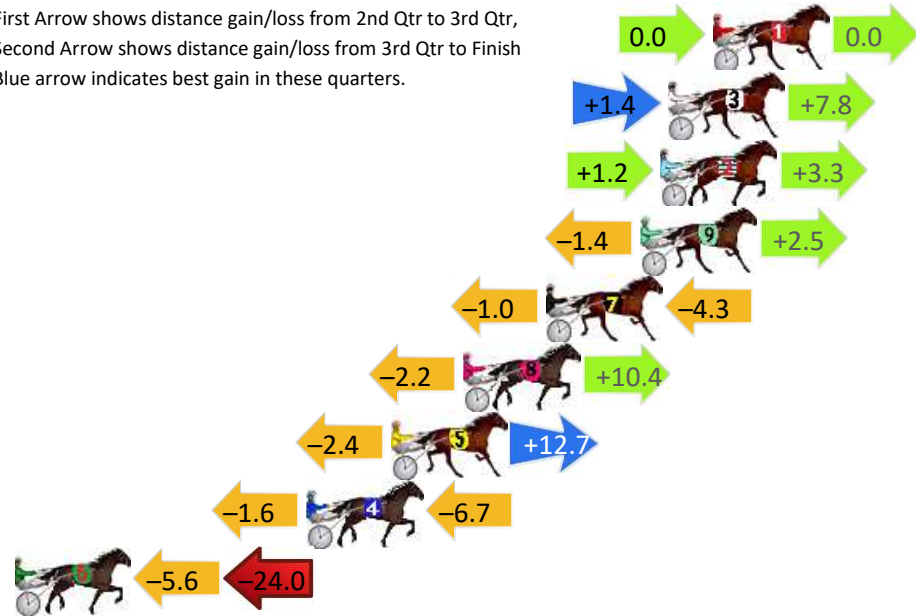 First Arrow shows distance gain/loss from 2nd Qtr to 3rd Qtr,
Second Arrow shows distance gain/loss from 3rd Qtr to Finish
Blue arrow indicates best gain in these quarters.
0.0 1 0.0
+1.4 3 +7.8
+1.2 2 +3.3
–1.4 9 +2.5
–1.0 7 –4.3
–2.2 8 +10.4
–2.4 5 +12.7
–1.6 4 –6.7
6 –5.6 –24.0